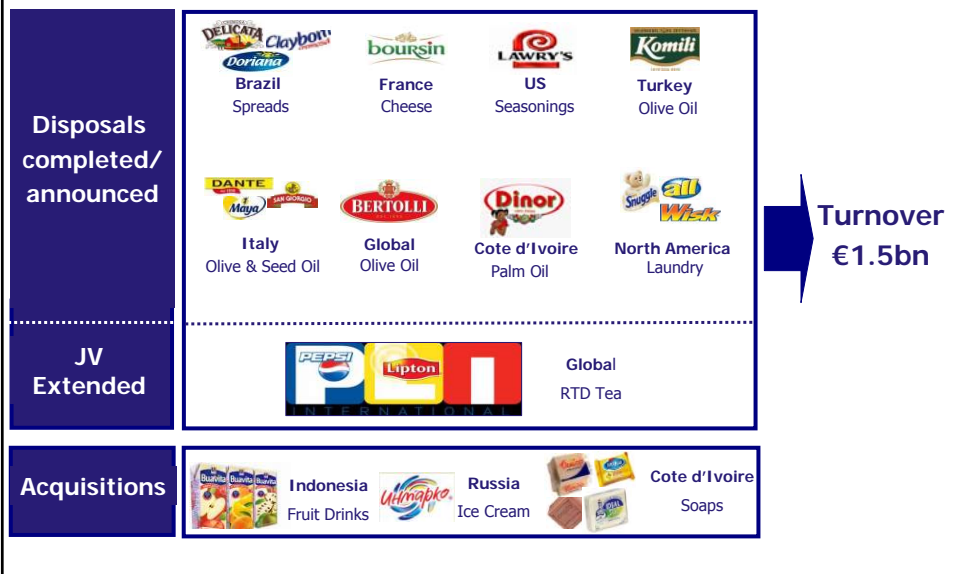 Disposals
completed/
announced
DELICATA
Claybom
Doriana
Brazil
Spreads
boursin
France
Cheese
LAWRY'S
US
Seasonings
Komili
Turkey
Olive Oil
DANTE
Maya
SAN GIORGIO
Italy
Olive & Seed Oil
BERTOLLI
Global
Olive Oil
Dinor
Cote d'Ivoire
Palm Oil
Snuggle
all
Wisk
North America
Laundry
Turnover
€1.5bn
JV
Extended
PEPSI
Lipton
PLI
INTERNATIONAL
Global
RTD Tea
Acquisitions
Buavita Buavita Buavita
Indonesia
Fruit Drinks
Инмарко
Russia
Ice Cream
Cote d'Ivoire
Soaps